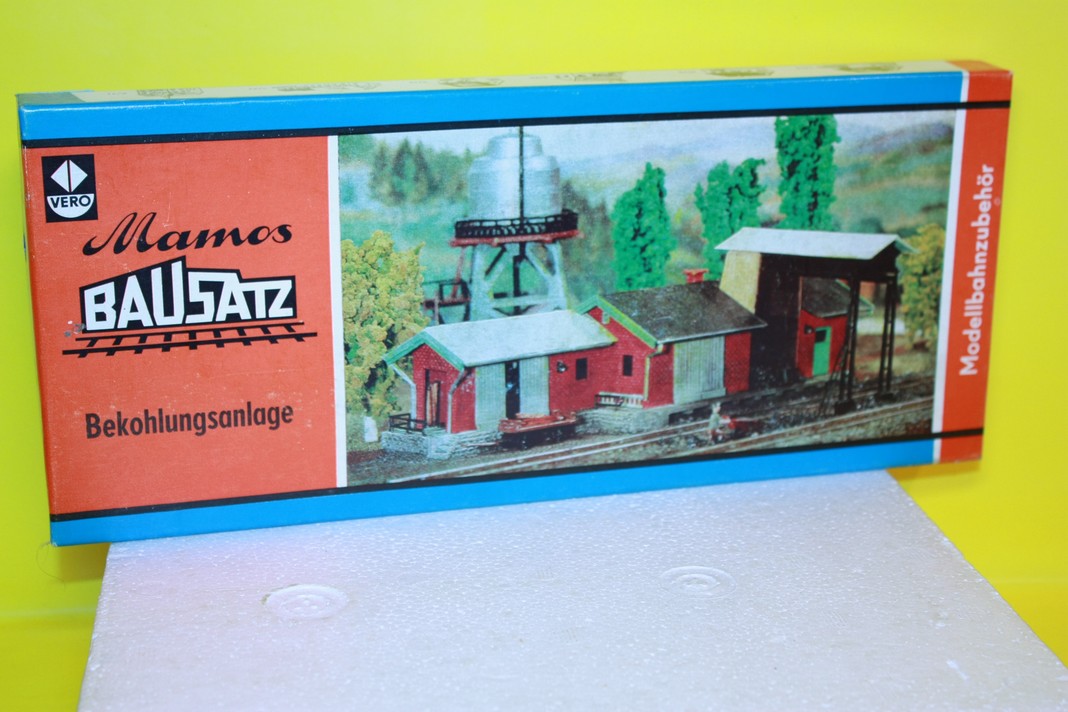 VERO
Mamos
BAUSATZ
Bekohlungsanlage
Modellbahnzubehör